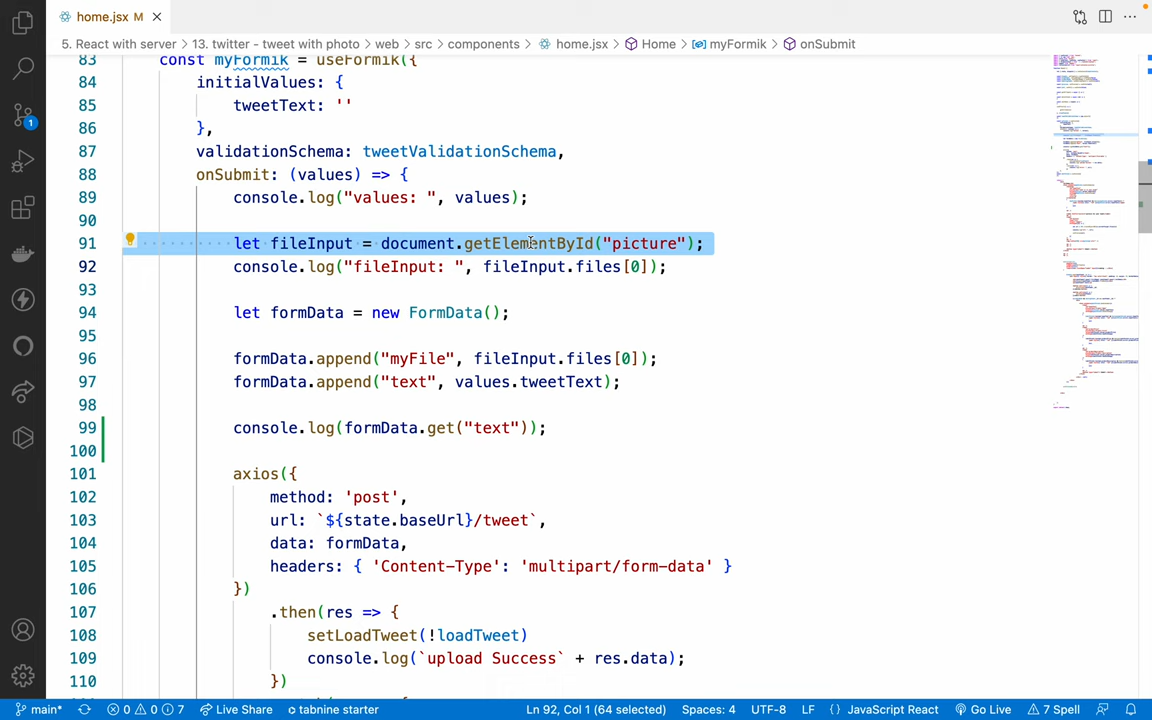 home.jsx M
5. React with server > 13. twitter - tweet with photo > web > src > components > home.jsx > Home > myFormik > onSubmit
83 const myFormik = useFormik({
84 initialValues: {
85 tweetText: ''
86 },
87 validationSchema: tweetValidationSchema,
88 onSubmit: (values) => {
89 console.log("values: ", values);
90
91 let fileInput = document.getElementById("picture");
92 console.log("fileInput: ", fileInput.files[0]);
93
94 let formData = new FormData();
95
96 formData.append("myFile", fileInput.files[0]);
97 formData.append("text", values.tweetText);
98
99 console.log(formData.get("text"));
100
101 axios({
102 method: 'post',
103 url: `${state.baseUrl}/tweet`,
104 data: formData,
105 headers: { 'Content-Type': 'multipart/form-data' }
106 })
107 .then(res => {
108 setLoadTweet(!loadTweet)
109 console.log(`upload Success` + res.data);
110 })
1
main* 0 0 7 Live Share tabnine starter Ln 92, Col 1 (64 selected) Spaces: 4 UTF-8 LF {} JavaScript React Go Live 7 Spell